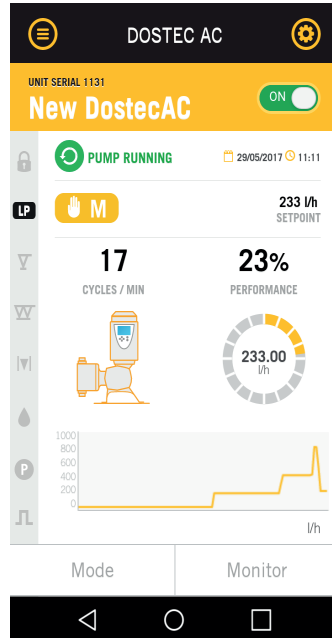 DOSTEC AC
UNIT SERIAL 1131
New DostecAC
ON
PUMP RUNNING
29/05/2017 11:11
LP
M
233 l/h
SETPOINT
17
23%
CYCLES / MIN
PERFORMANCE
233.00
l/h
1000
800
600
400
200
0
P
l/h
Mode
Monitor